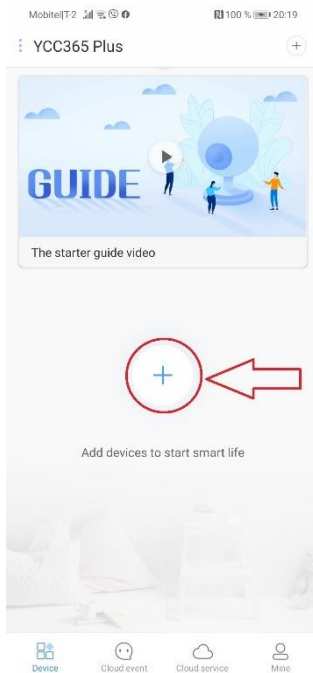 Mobitel|T-2 100 % 20:19
YCC365 Plus
GUIDE
The starter guide video
Add devices to start smart life
Device Cloud event Cloud service Mine